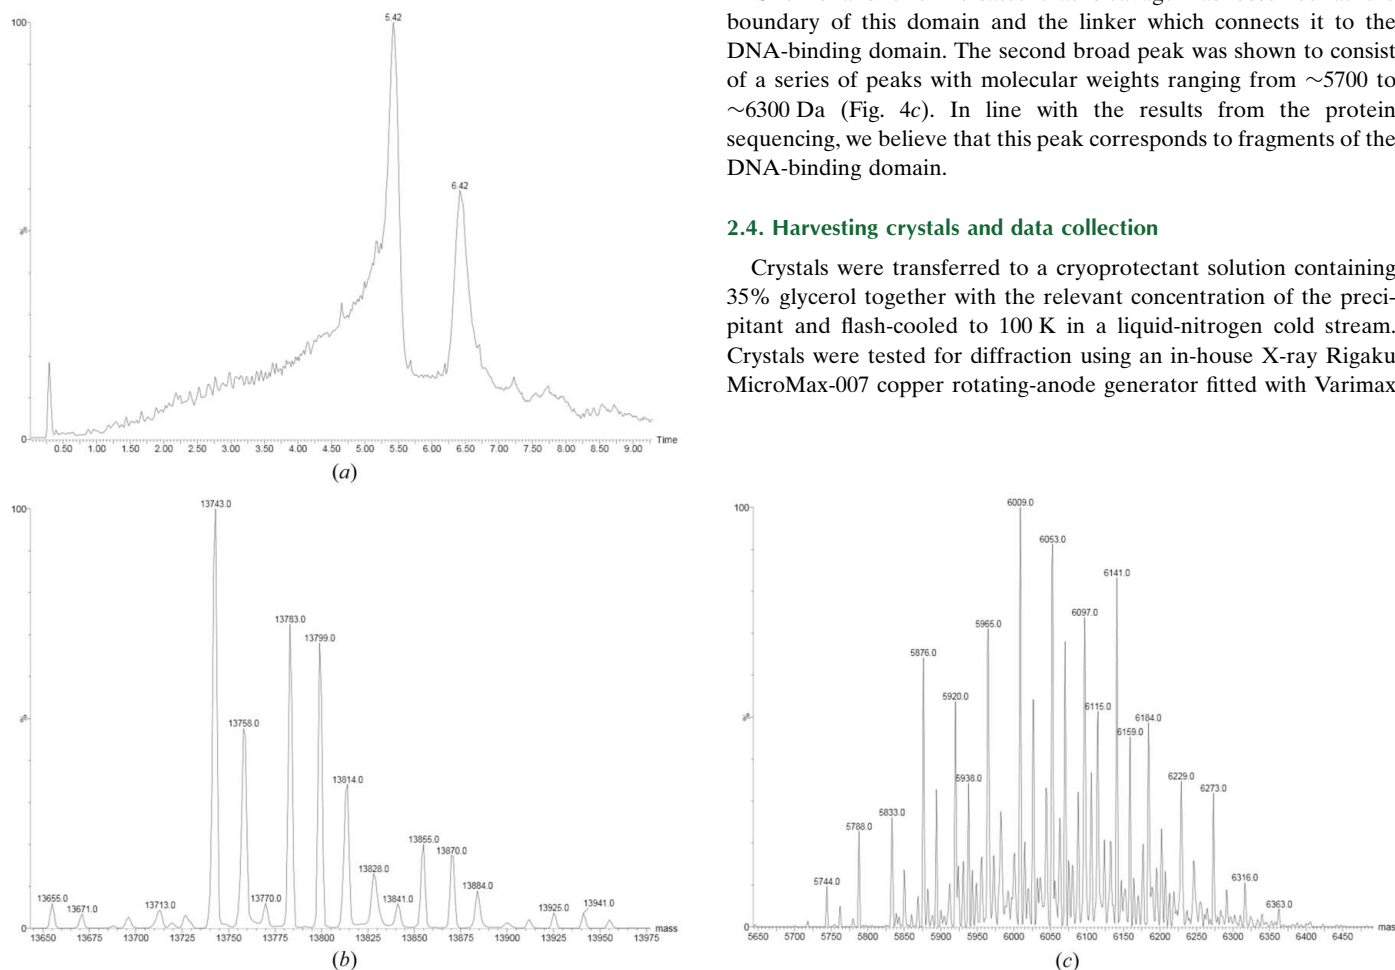 boundary of this domain and the linker which connects it to the
DNA-binding domain. The second broad peak was shown to consist
of a series of peaks with molecular weights ranging from ∼5700 to
∼6300 Da (Fig. 4c). In line with the results from the protein
sequencing, we believe that this peak corresponds to fragments of the
DNA-binding domain.
2.4. Harvesting crystals and data collection
Crystals were transferred to a cryoprotectant solution containing
35% glycerol together with the relevant concentration of the preci-
pitant and flash-cooled to 100 K in a liquid-nitrogen cold stream.
Crystals were tested for diffraction using an in-house X-ray Rigaku
MicroMax-007 copper rotating-anode generator fitted with Varimax
100
5.42
6.42
%
0
Time
0.50 1.00 1.50 2.00 2.50 3.00 3.50 4.00 4.50 5.00 5.50 6.00 6.50 7.00 7.50 8.00 8.50 9.00
(a)
100
13743.0
13783.0
13799.0
13758.0
13814.0
13855.0
13870.0
13828.0
13884.0
13655.0
13671.0
13713.0
13770.0
13841.0
13925.0
13941.0
%
0
mass
13650 13675 13700 13725 13750 13775 13800 13825 13850 13875 13900 13925 13950 13975
(b)
100
6009.0
6053.0
6141.0
6097.0
5965.0
5876.0
5920.0
6115.0
6184.0
6159.0
5938.0
6229.0
6273.0
5833.0
5788.0
5744.0
6316.0
6363.0
%
0
mas
5650 5700 5750 5800 5850 5900 5950 6000 6050 6100 6150 6200 6250 6300 6350 6400 6450
(c)